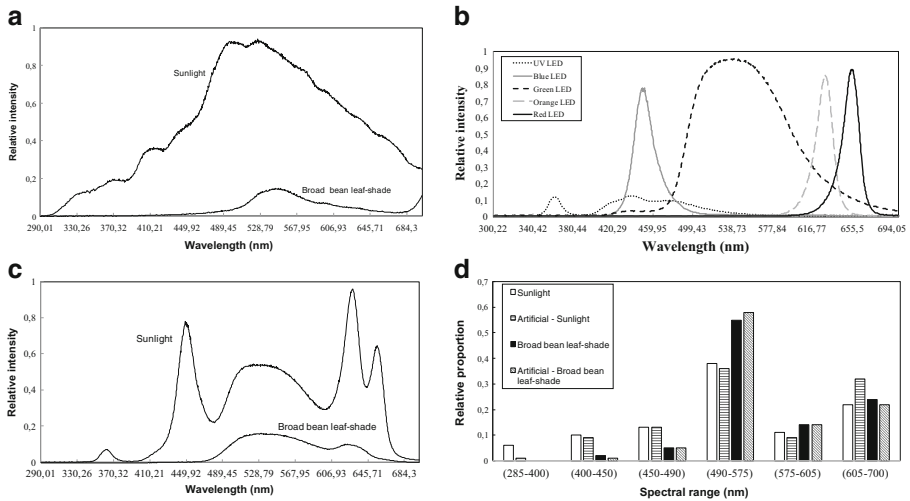 a
1
0,8
0,6
0,4
0,2
0
Relative intensity
Sunlight
Broad bean leaf-shade
290,01 330,26 370,32 410,21 449,92 489,45 528,79 567,95 606,93 645,71 684,3
Wavelength (nm)
b
1
0,9
0,8
0,7
0,6
0,5
0,4
0,3
0,2
0,1
0
Relative intensity
UV LED
Blue LED
Green LED
Orange LED
Red LED
300,22 340,42 380,44 420,29 459,95 499,43 538,73 577,84 616,77 655,5 694,05
Wavelength (nm)
c
1
0,8
0,6
0,4
0,2
0
Relative intensity
Sunlight
Broad bean leaf-shade
290,01 330,26 370,32 410,21 449,92 489,45 528,79 567,95 606,93 645,71 684,3
Wavelength (nm)
d
0,7
0,6
0,5
0,4
0,3
0,2
0,1
0
Relative proportion
Sunlight
Artificial - Sunlight
Broad bean leaf-shade
Artificial - Broad bean
leaf-shade
(285-400) (400-450) (450-490) (490-575) (575-605) (605-700)
Spectral range (nm)